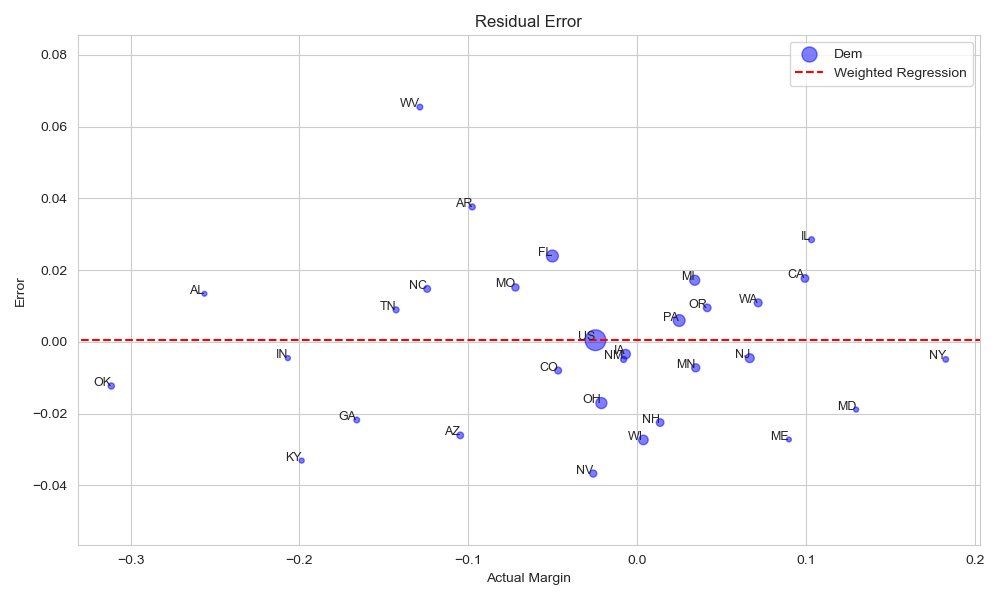 Residual Error
Dem
Weighted Regression
0.08
0.06
0.04
0.02
0.00
−0.02
−0.04
Error
WV
AR
FL
IL
MI
CA
MO
NC
AL
WA
OR
TN
PA
US
IA
NM
NJ
NY
IN
MN
CO
OK
OH
MD
GA
NH
WI
ME
AZ
KY
NV
−0.3
−0.2
−0.1
0.0
0.1
0.2
Actual Margin